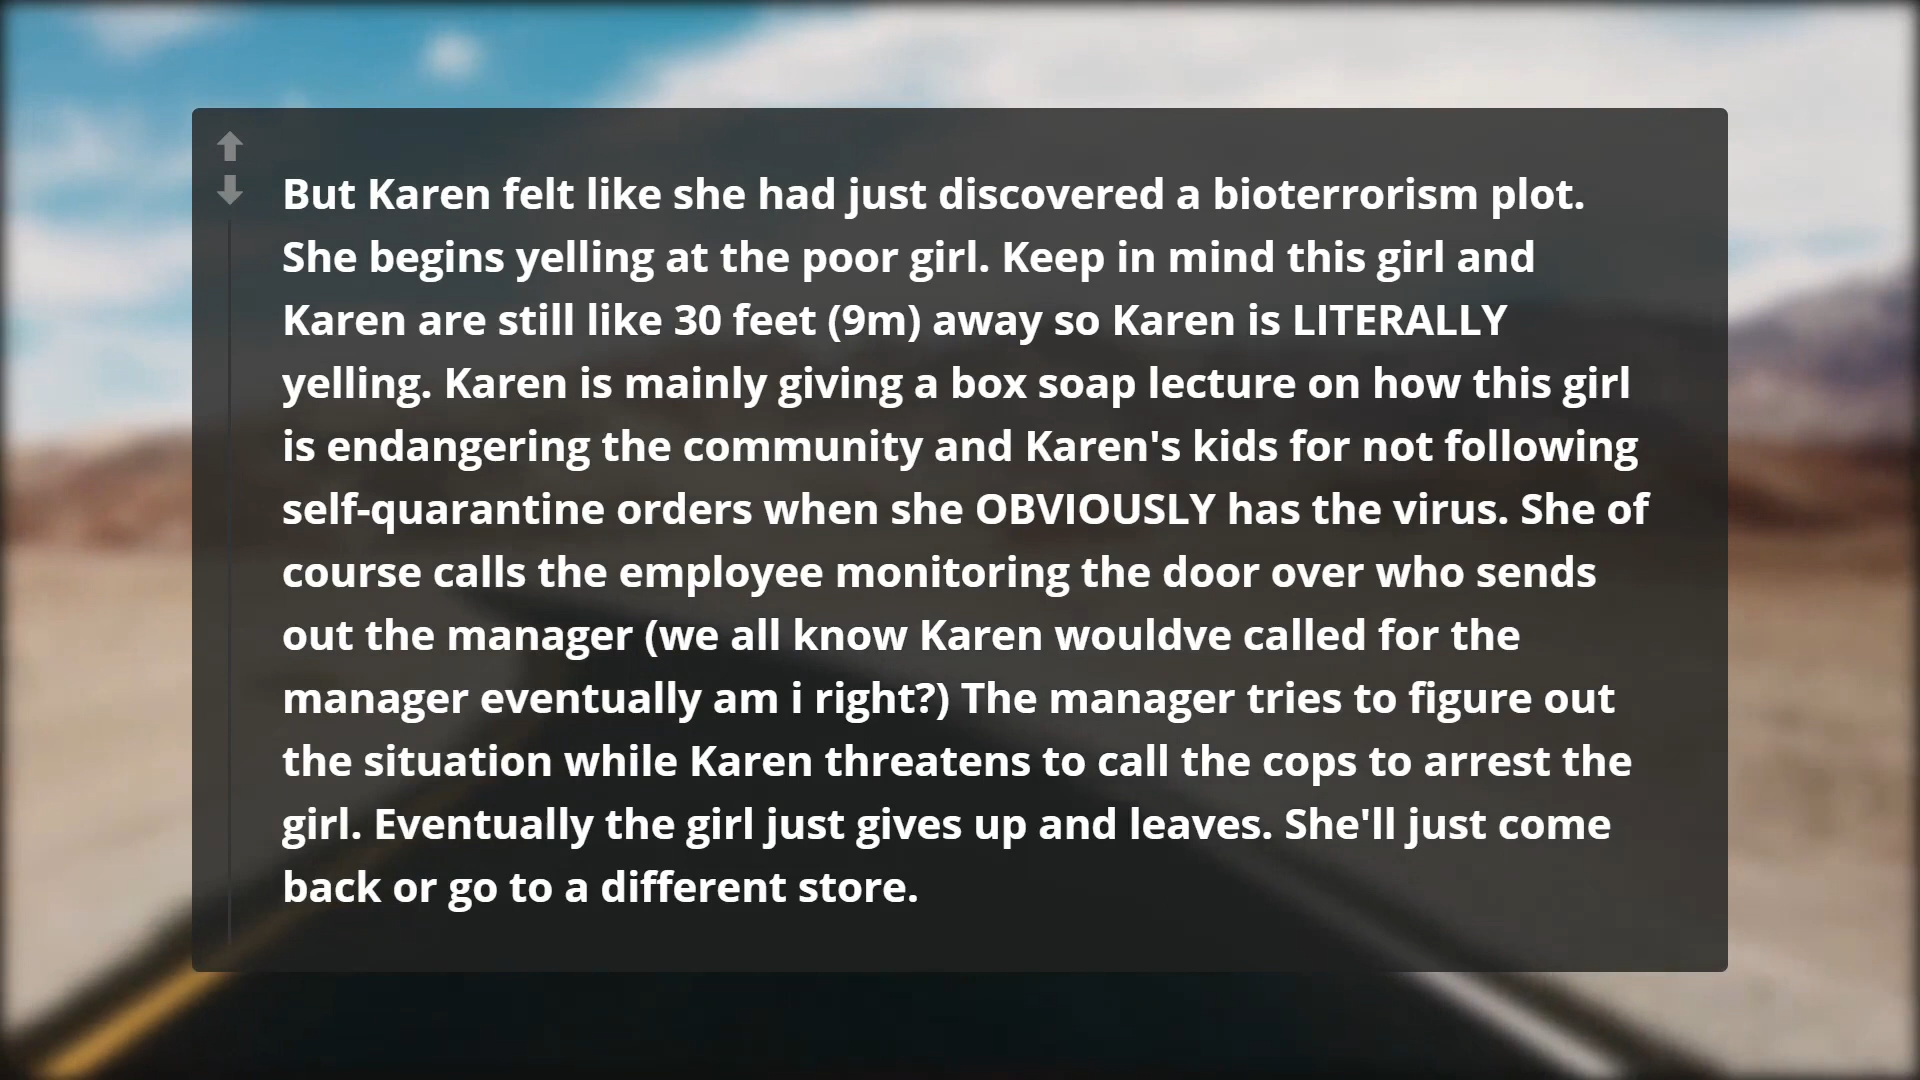 But Karen felt like she had just discovered a bioterrorism plot.
She begins yelling at the poor girl. Keep in mind this girl and
Karen are still like 30 feet (9m) away so Karen is LITERALLY
yelling. Karen is mainly giving a box soap lecture on how this girl
is endangering the community and Karen's kids for not following
self-quarantine orders when she OBVIOUSLY has the virus. She of
course calls the employee monitoring the door over who sends
out the manager (we all know Karen wouldve called for the
manager eventually am i right?) The manager tries to figure out
the situation while Karen threatens to call the cops to arrest the
girl. Eventually the girl just gives up and leaves. She'll just come
back or go to a different store.